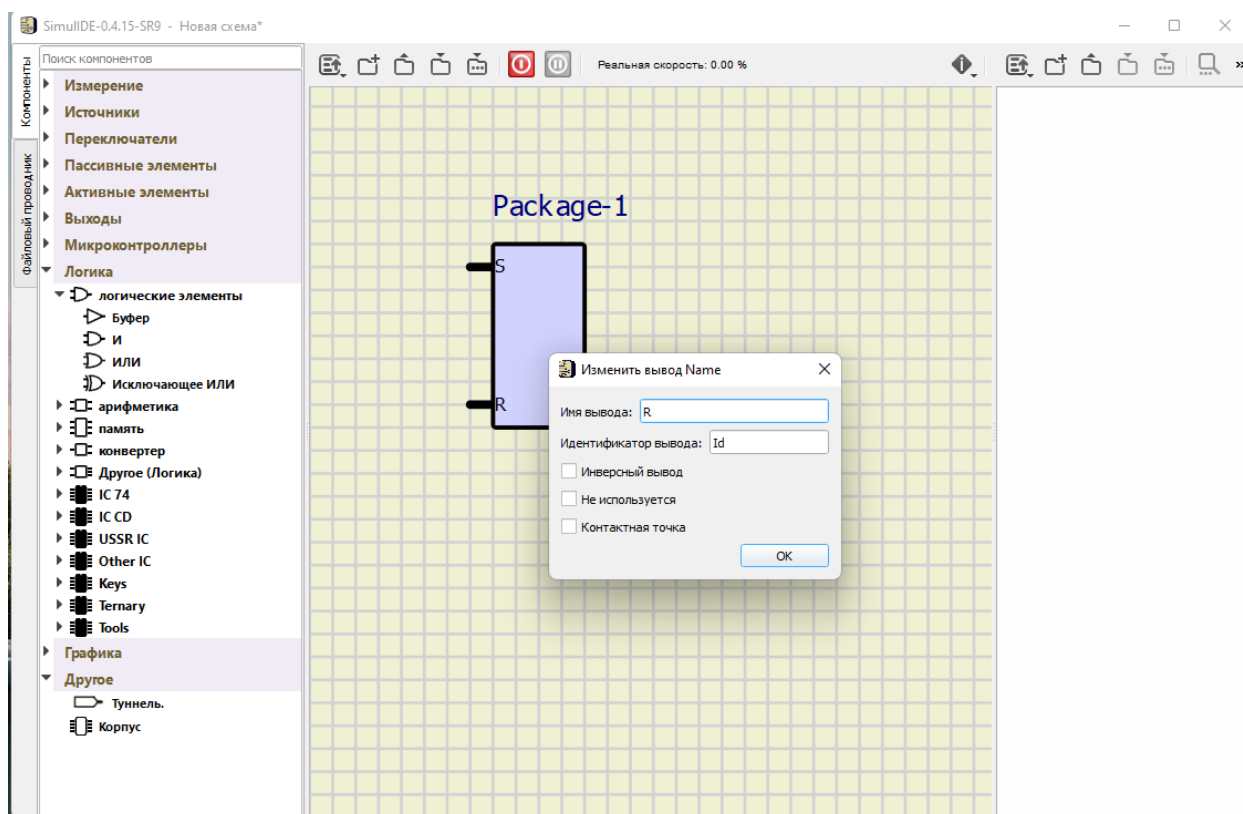 SimulIDE-0.4.15-SR9 - Новая схема*
Компоненты
Файловый проводник
Поиск компонентов
Измерение
Источники
Переключатели
Пассивные элементы
Активные элементы
Выходы
Микроконтроллеры
Логика
логические элементы
Буфер
И
ИЛИ
Исключающее ИЛИ
арифметика
память
конвертер
Другое (Логика)
IC 74
IC CD
USSR IC
Other IC
Keys
Ternary
Tools
Графика
Другое
Туннель.
Корпус
Реальная скорость: 0.00 %
»
Package-1
S
R
Изменить вывод Name
Имя вывода: R
Идентификатор вывода: Id
Инверсный вывод
Не используется
Контактная точка
OK